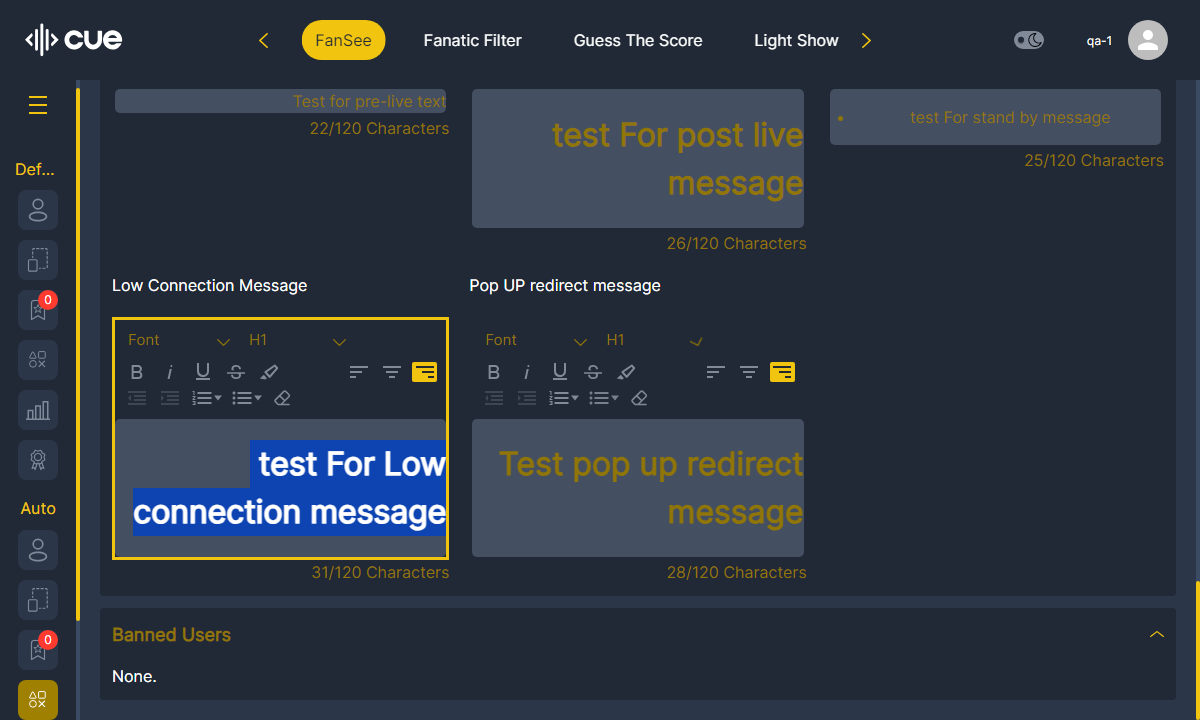 cue
FanSee
Fanatic Filter
Guess The Score
Light Show
qa-1
Def...
0
Auto
0
Test for pre-live text
22/120 Characters
test For post live
message
26/120 Characters
test For stand by message
25/120 Characters
Low Connection Message
Font
H1
B
i
U
S
test For Low
connection message
31/120 Characters
Pop UP redirect message
Font
H1
B
i
U
S
Test pop up redirect
message
28/120 Characters
Banned Users
None.